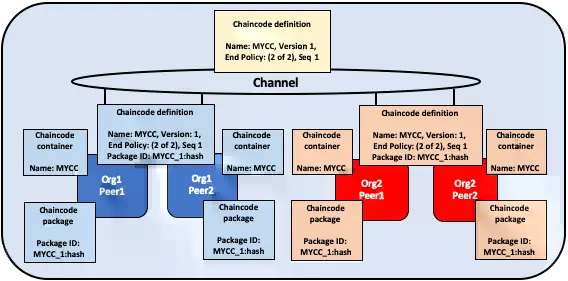 Chaincode definition
Name: MYCC, Version 1,
End Policy: (2 of 2), Seq 1
Channel
Chaincode definition
Name: MYCC, Version: 1,
End Policy: (2 of 2), Seq 1
Package ID: MYCC_1:hash
Chaincode definition
Name: MYCC, Version: 1,
End Policy: (2 of 2), Seq 1
Package ID: MYCC_1:hash
Chaincode
container
Name: MYCC
Chaincode
container
Name: MYCC
Chaincode
container
Name: MYCC
Chaincode
container
Name: MYCC
Org1
Peer1
Org1
Peer2
Org2
Peer1
Org2
Peer2
Chaincode
package
Package ID:
MYCC_1:hash
Chaincode
package
Package ID:
MYCC_1:hash
Chaincode
package
Package ID:
MYCC_1:hash
Chaincode
package
Package ID:
MYCC_1:hash